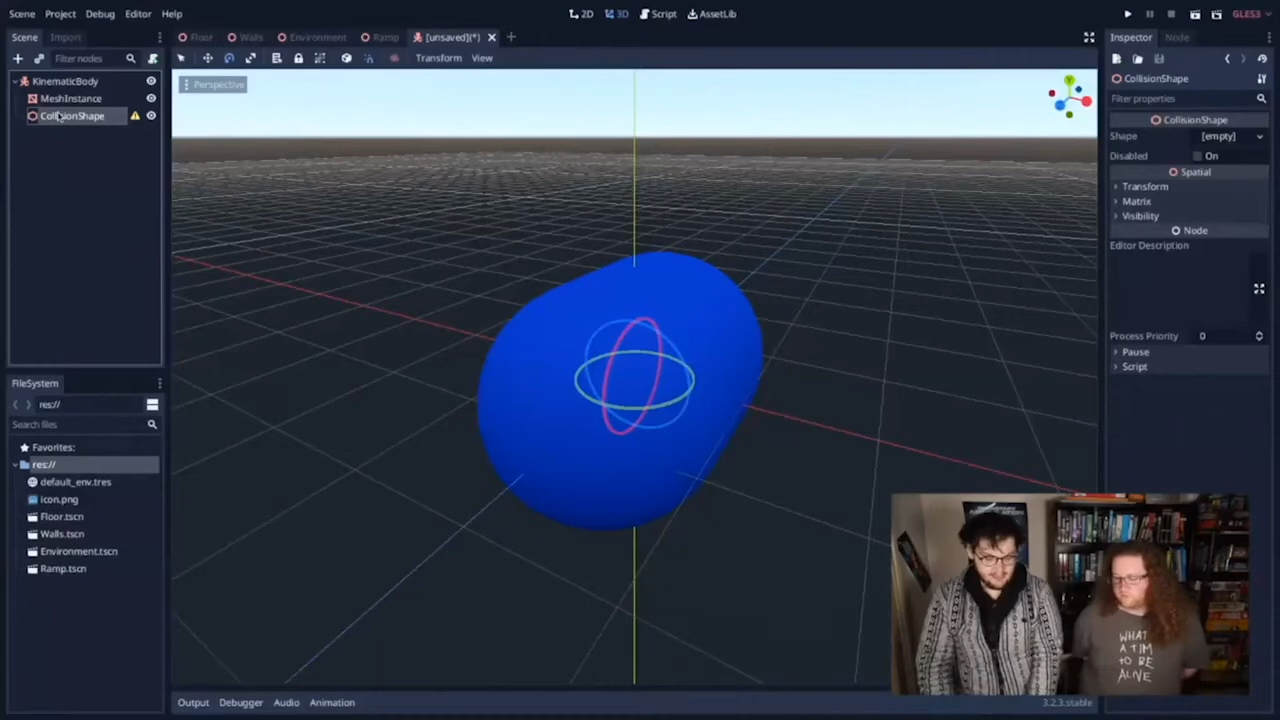 Scene Project Debug Editor Help
2D 3D Script AssetLib
GLES3
Scene Import
Floor Walls Environment Ramp [unsaved](*)
Inspector Node
Filter nodes
Transform View
KinematicBody
MeshInstance
CollisionShape
Perspective
Y
CollisionShape
Filter properties
CollisionShape
Shape [empty]
Disabled On
Spatial
Transform
Matrix
Visibility
Node
Editor Description
Process Priority 0
Pause
Script
FileSystem
res://
Search files
Favorites:
res://
default_env.tres
icon.png
Floor.tscn
Walls.tscn
Environment.tscn
Ramp.tscn
WHAT
A TIM
TO BE
ALIVE
Output Debugger Audio Animation
3.2.3.stable